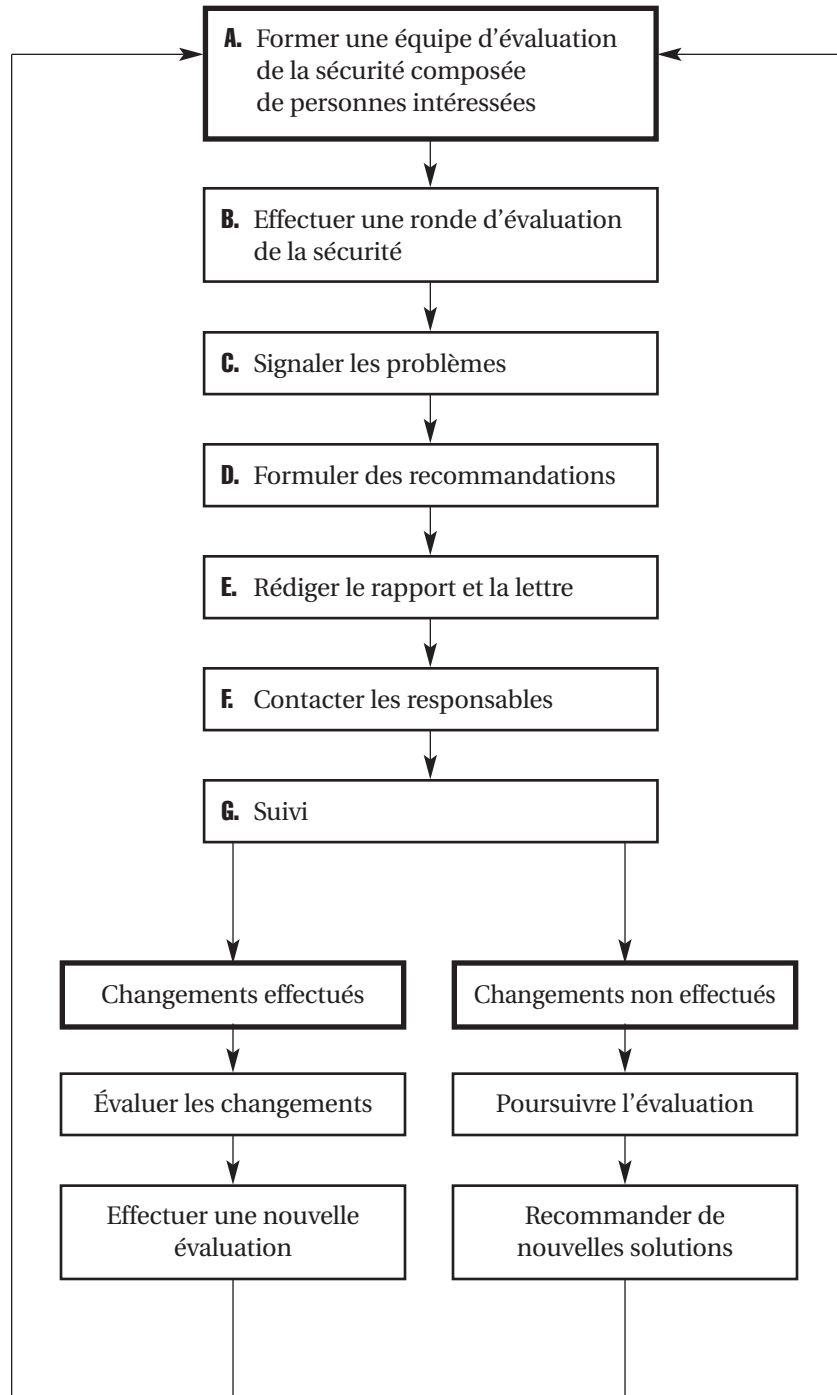 A. Former une équipe d’évaluation
de la sécurité composée
de personnes intéressées
B. Effectuer une ronde d’évaluation
de la sécurité
C. Signaler les problèmes
D. Formuler des recommandations
E. Rédiger le rapport et la lettre
F. Contacter les responsables
G. Suivi
Changements effectués
Changements non effectués
Évaluer les changements
Poursuivre l’évaluation
Effectuer une nouvelle
évaluation
Recommander de
nouvelles solutions